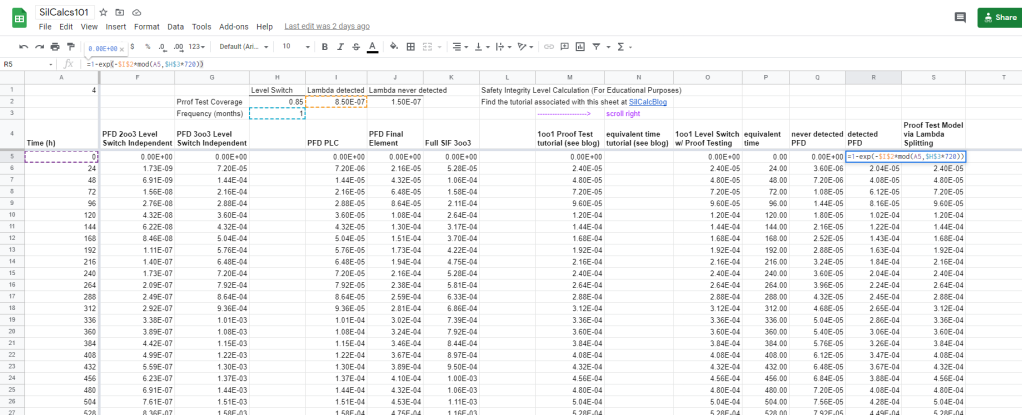 SilCalcs101
File Edit View Insert Format Data Tools Add-ons Help Last edit was 2 days ago
Share
0.00E+00 × $ % .0 .00 123 Default (Ari... 10 B I S A
R5 fx =1-exp(-$I$2*mod(A5,$H$3*720))
A F G H I J K L M N O P Q R S T
1 4 Level Switch Lambda detected Lambda never detected Safety Integrity Level Calculation (For Educational Purposes)
2 Prrof Test Coverage 0.85 8.50E-07 1.50E-07 Find the tutorial associated with this sheet at SilCalcBlog
3 Frequency (months) 1 --------------------> scroll right
4 Time (h) PFD 2oo3 Level Switch Independent PFD 3oo3 Level Switch Independent PFD PLC PFD Final Element Full SIF 3oo3 1oo1 Proof Test tutorial (see blog) equivalent time tutorial (see blog) 1oo1 Level Switch w/ Proof Testing equivalent time never detected PFD detected PFD Proof Test Model via Lambda Splitting
5 0 0.00E+00 0.00E+00 0.00E+00 0.00E+00 0.00E+00 0.00E+00 0.00E+00 0.00 0.00E+00 =1-exp(-$I$2*mod(A5,$H$3*720))
6 24 1.73E-09 7.20E-05 7.20E-06 2.16E-05 5.28E-05 2.40E-05 2.40E-05 24.00 3.60E-06 2.04E-05 2.40E-05
7 48 6.91E-09 1.44E-04 1.44E-05 4.32E-05 1.06E-04 4.80E-05 4.80E-05 48.00 7.20E-06 4.08E-05 4.80E-05
8 72 1.56E-08 2.16E-04 2.16E-05 6.48E-05 1.58E-04 7.20E-05 7.20E-05 72.00 1.08E-05 6.12E-05 7.20E-05
9 96 2.76E-08 2.88E-04 2.88E-05 8.64E-05 2.11E-04 9.60E-05 9.60E-05 96.00 1.44E-05 8.16E-05 9.60E-05
10 120 4.32E-08 3.60E-04 3.60E-05 1.08E-04 2.64E-04 1.20E-04 1.20E-04 120.00 1.80E-05 1.02E-04 1.20E-04
11 144 6.22E-08 4.32E-04 4.32E-05 1.30E-04 3.17E-04 1.44E-04 1.44E-04 144.00 2.16E-05 1.22E-04 1.44E-04
12 168 8.46E-08 5.04E-04 5.04E-05 1.51E-04 3.70E-04 1.68E-04 1.68E-04 168.00 2.52E-05 1.43E-04 1.68E-04
13 192 1.11E-07 5.76E-04 5.76E-05 1.73E-04 4.22E-04 1.92E-04 1.92E-04 192.00 2.88E-05 1.63E-04 1.92E-04
14 216 1.40E-07 6.48E-04 6.48E-05 1.94E-04 4.75E-04 2.16E-04 2.16E-04 216.00 3.24E-05 1.84E-04 2.16E-04
15 240 1.73E-07 7.20E-04 7.20E-05 2.16E-04 5.28E-04 2.40E-04 2.40E-04 240.00 3.60E-05 2.04E-04 2.40E-04
16 264 2.09E-07 7.92E-04 7.92E-05 2.38E-04 5.81E-04 2.64E-04 2.64E-04 264.00 3.96E-05 2.24E-04 2.64E-04
17 288 2.49E-07 8.64E-04 8.64E-05 2.59E-04 6.33E-04 2.88E-04 2.88E-04 288.00 4.32E-05 2.45E-04 2.88E-04
18 312 2.92E-07 9.36E-04 9.36E-05 2.81E-04 6.86E-04 3.12E-04 3.12E-04 312.00 4.68E-05 2.65E-04 3.12E-04
19 336 3.38E-07 1.01E-03 1.01E-04 3.02E-04 7.39E-04 3.36E-04 3.36E-04 336.00 5.04E-05 2.86E-04 3.36E-04
20 360 3.89E-07 1.08E-03 1.08E-04 3.24E-04 7.92E-04 3.60E-04 3.60E-04 360.00 5.40E-05 3.06E-04 3.60E-04
21 384 4.42E-07 1.15E-03 1.15E-04 3.46E-04 8.44E-04 3.84E-04 3.84E-04 384.00 5.76E-05 3.26E-04 3.84E-04
22 408 4.99E-07 1.22E-03 1.22E-04 3.67E-04 8.97E-04 4.08E-04 4.08E-04 408.00 6.12E-05 3.47E-04 4.08E-04
23 432 5.59E-07 1.30E-03 1.30E-04 3.89E-04 9.50E-04 4.32E-04 4.32E-04 432.00 6.48E-05 3.67E-04 4.32E-04
24 456 6.23E-07 1.37E-03 1.37E-04 4.10E-04 1.00E-03 4.56E-04 4.56E-04 456.00 6.84E-05 3.88E-04 4.56E-04
25 480 6.91E-07 1.44E-03 1.44E-04 4.32E-04 1.06E-03 4.80E-04 4.80E-04 480.00 7.20E-05 4.08E-04 4.80E-04
26 504 7.61E-07 1.51E-03 1.51E-04 4.53E-04 1.11E-03 5.04E-04 5.04E-04 504.00 7.56E-05 4.28E-04 5.04E-04
27 528 8.36E-07 1.58E-03 1.58E-04 4.75E-04 1.16E-03 5.28E-04 5.28E-04 528.00 7.92E-05 4.49E-04 5.28E-04